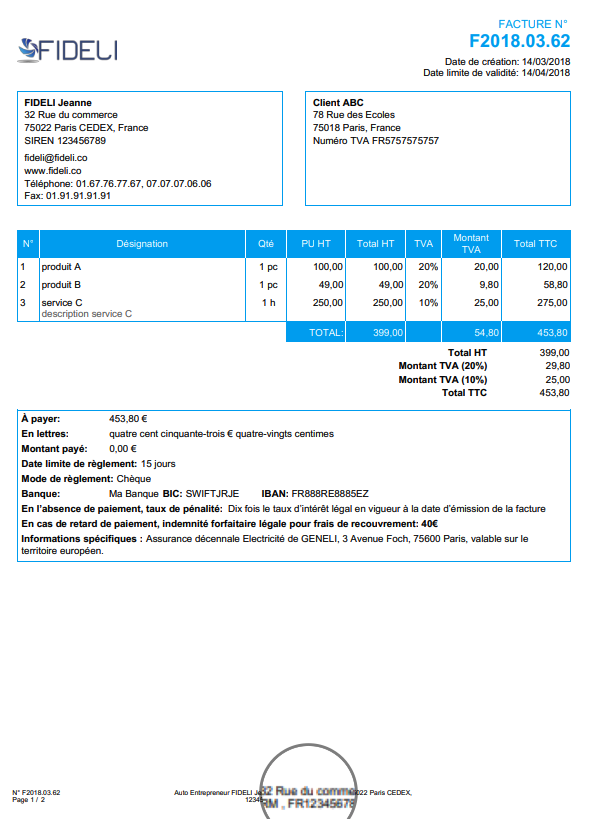 FIDELI
FACTURE N°
F2018.03.62
Date de création: 14/03/2018
Date limite de validité: 14/04/2018
FIDELI Jeanne
32 Rue du commerce
75022 Paris CEDEX, France
SIREN 123456789
fideli@fideli.co
www.fideli.co
Téléphone: 01.67.76.77.67, 07.07.07.06.06
Fax: 01.91.91.91.91
Client ABC
78 Rue des Ecoles
75018 Paris, France
Numéro TVA FR5757575757
N° Désignation Qté PU HT Total HT TVA Montant TVA Total TTC
1 produit A 1 pc 100,00 100,00 20% 20,00 120,00
2 produit B 1 pc 49,00 49,00 20% 9,80 58,80
3 service C 1 h 250,00 250,00 10% 25,00 275,00
description service C
TOTAL: 399,00 54,80 453,80
Total HT 399,00
Montant TVA (20%) 29,80
Montant TVA (10%) 25,00
Total TTC 453,80
À payer: 453,80 €
En lettres: quatre cent cinquante-trois € quatre-vingts centimes
Montant payé: 0,00 €
Date limite de règlement: 15 jours
Mode de règlement: Chèque
Banque: Ma Banque BIC: SWIFTJRJE IBAN: FR888RE8885EZ
En l'absence de paiement, taux de pénalité: Dix fois le taux d'intérêt légal en vigueur à la date d'émission de la facture
En cas de retard de paiement, indemnité forfaitaire légale pour frais de recouvrement: 40€
Informations spécifiques : Assurance décennale Electricité de GENELI, 3 Avenue Foch, 75600 Paris, valable sur le
territoire européen.
N° F2018.03.62
Page 1 / 2
Auto Entrepreneur FIDELI 32 Rue du comme 5022 Paris CEDEX,
RM , FR12345678